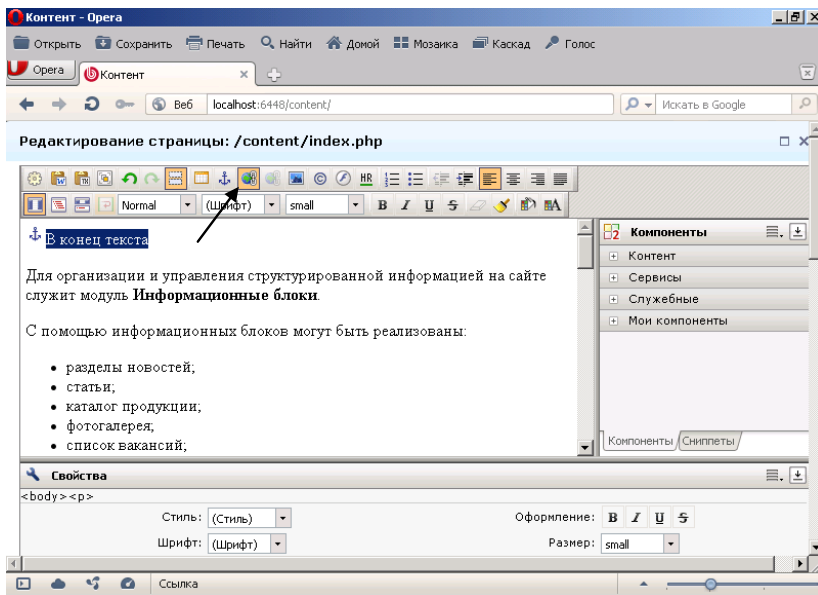 Контент - Opera
Открыть Сохранить Печать Найти Домой Мозаика Каскад Голос
Opera Контент
Веб localhost:6448/content/ Искать в Google
Редактирование страницы: /content/index.php
HR
Normal (Шрифт) small B I U S
В конец текста
Для организации и управления структурированной информацией на сайте
служит модуль Информационные блоки.
С помощью информационных блоков могут быть реализованы:
• разделы новостей;
• статьи;
• каталог продукции;
• фотогалерея;
• список вакансий;
Компоненты
Контент
Сервисы
Служебные
Мои компоненты
Компоненты Сниппеты
Свойства
<body><p>
Стиль: (Стиль) Оформление: B I U S
Шрифт: (Шрифт) Размер: small
Ссылка